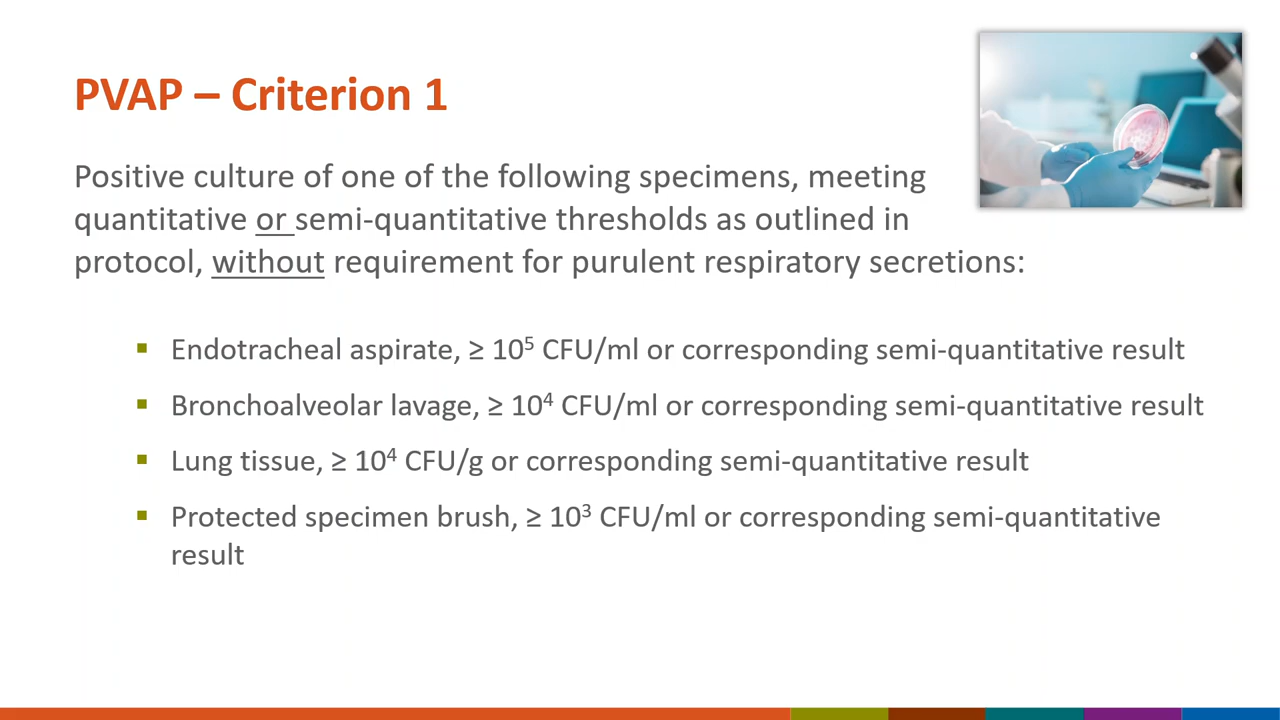 PVAP – Criterion 1
Positive culture of one of the following specimens, meeting
quantitative or semi-quantitative thresholds as outlined in
protocol, without requirement for purulent respiratory secretions:
▪ Endotracheal aspirate, ≥ 10⁵ CFU/ml or corresponding semi-quantitative result
▪ Bronchoalveolar lavage, ≥ 10⁴ CFU/ml or corresponding semi-quantitative result
▪ Lung tissue, ≥ 10⁴ CFU/g or corresponding semi-quantitative result
▪ Protected specimen brush, ≥ 10³ CFU/ml or corresponding semi-quantitative
result